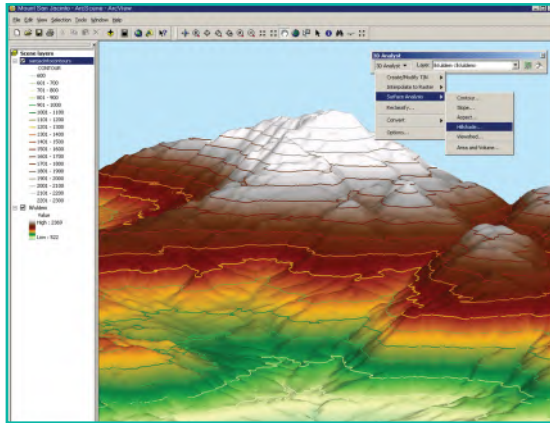 Mount San Jacinto - ArcScene - ArcView
File Edit View Selection Tools Window Help
Scene layers
CONTOUR
600
601 - 700
701 - 800
801 - 900
901 - 1000
1001 - 1100
1101 - 1200
1201 - 1300
1301 - 1400
1401 - 1500
1501 - 1600
1601 - 1700
1701 - 1800
1801 - 1900
1901 - 2000
2001 - 2100
2101 - 2200
2201 - 2300
Value
High : 2369
Low : 922
3D Analyst
3D Analyst Layer:
Create/Modify TIN
Interpolate to Raster
Surface Analysis
Reclassify...
Convert
Options...
Contour...
Slope...
Aspect...
Hillshade...
Viewshed...
Area and Volume...